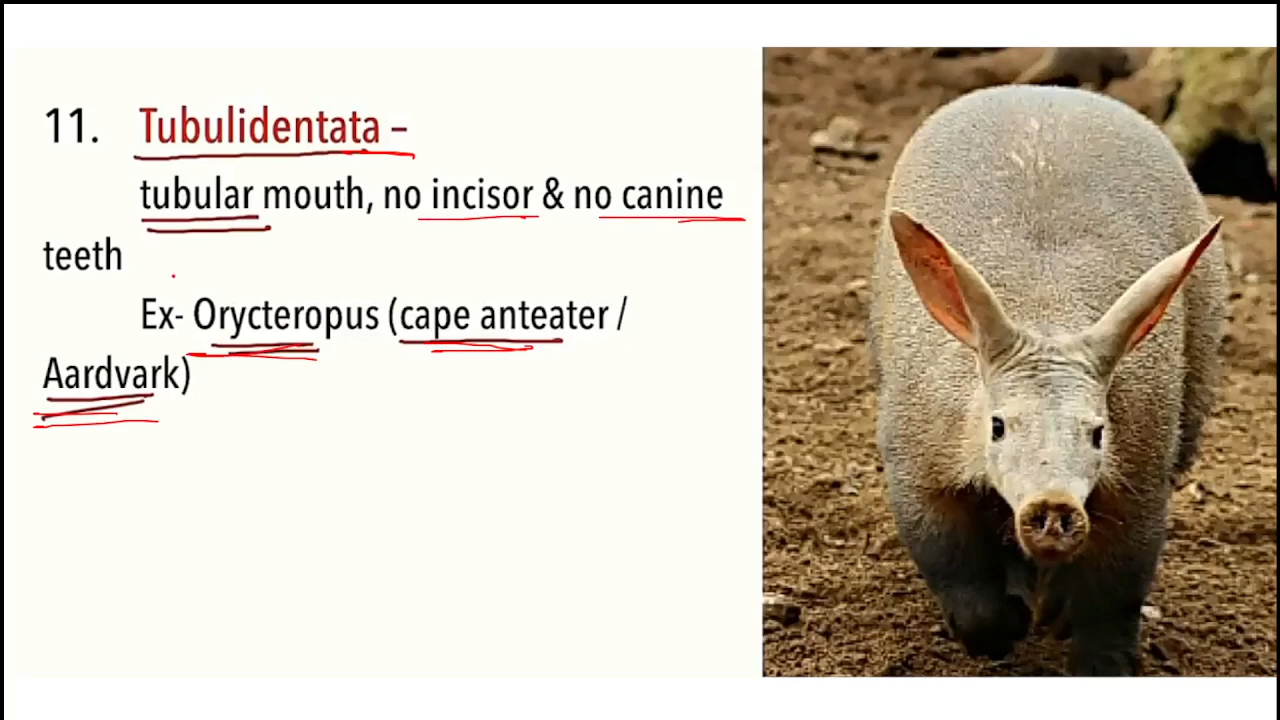 11. Tubulidentata –
tubular mouth, no incisor & no canine
teeth
Ex- Orycteropus (cape anteater /
Aardvark)